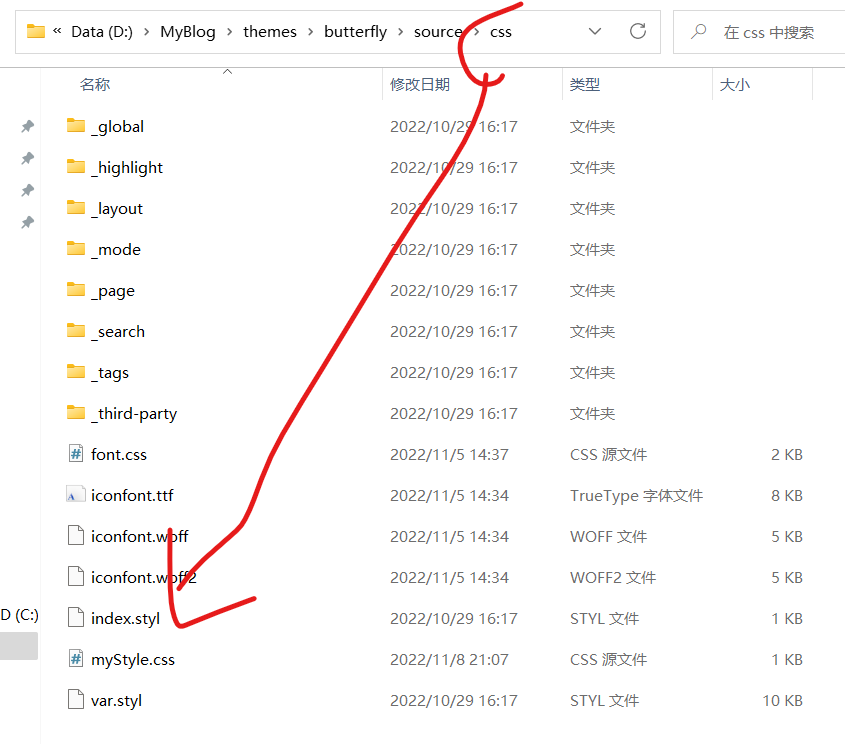 « Data (D:) › MyBlog › themes › butterfly › source › css 在 css 中搜索
名称 修改日期 类型 大小
_global 2022/10/29 16:17 文件夹
_highlight 2022/10/29 16:17 文件夹
_layout 2022/10/29 16:17 文件夹
_mode 2022/10/29 16:17 文件夹
_page 2022/10/29 16:17 文件夹
_search 2022/10/29 16:17 文件夹
_tags 2022/10/29 16:17 文件夹
_third-party 2022/10/29 16:17 文件夹
font.css 2022/11/5 14:37 CSS 源文件 2 KB
iconfont.ttf 2022/11/5 14:34 TrueType 字体文件 8 KB
iconfont.woff 2022/11/5 14:34 WOFF 文件 5 KB
iconfont.woff2 2022/11/5 14:34 WOFF2 文件 5 KB
D (C:) index.styl 2022/10/29 16:17 STYL 文件 1 KB
myStyle.css 2022/11/8 21:07 CSS 源文件 1 KB
var.styl 2022/10/29 16:17 STYL 文件 10 KB